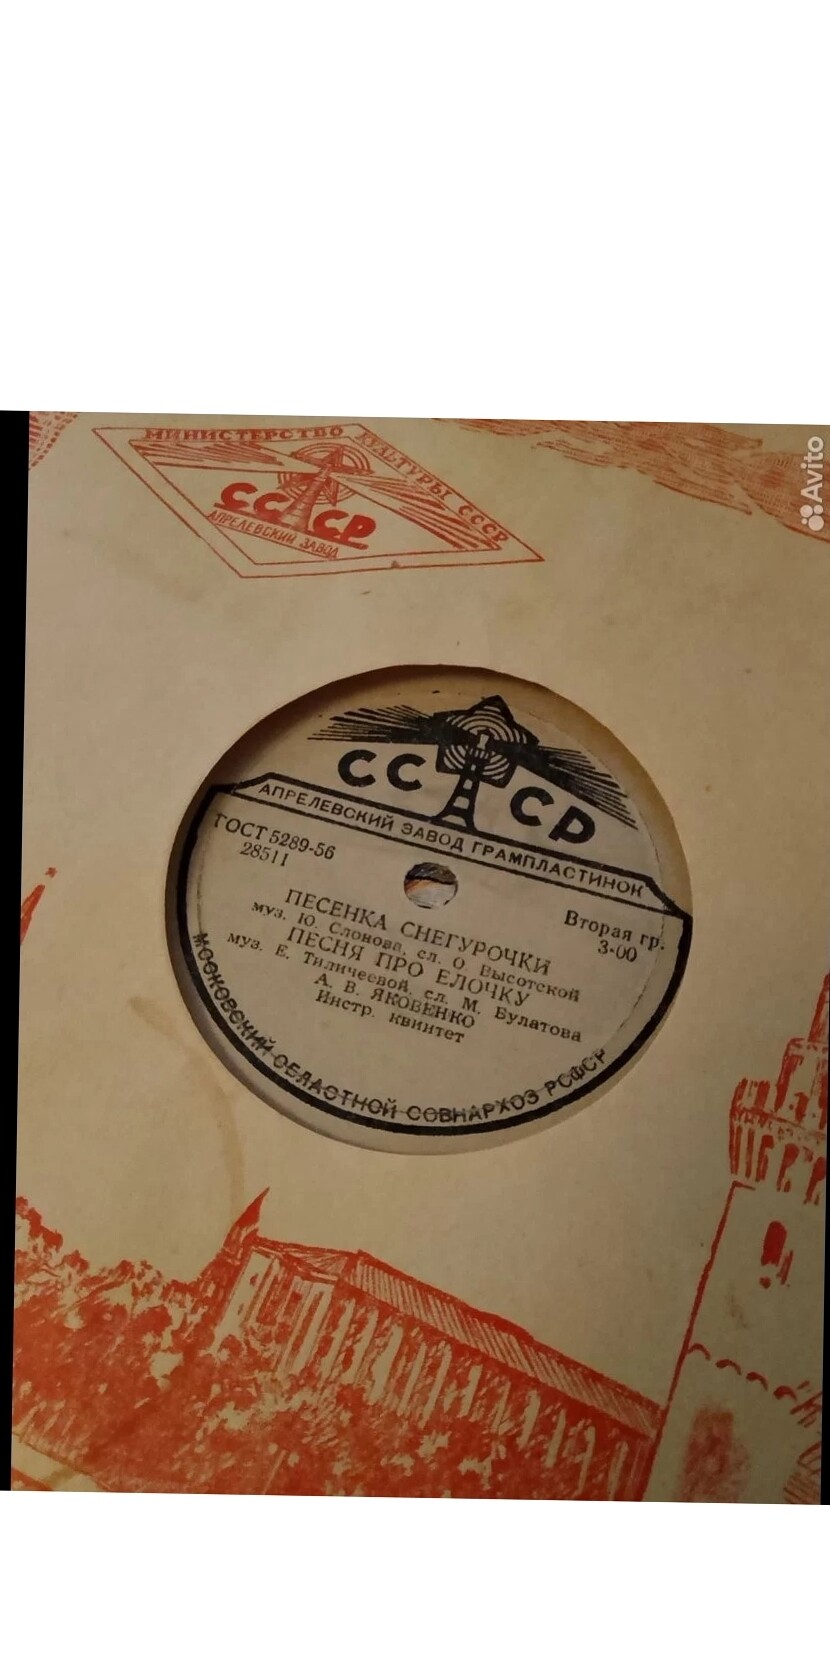 МИНИСТЕРСТВО КУЛЬТУРЫ СССР
СССР
АПРЕЛЕВСКИЙ ЗАВОД
Avito
СССР
АПРЕЛЕВСКИЙ ЗАВОД ГРАМПЛАСТИНОК
ГОСТ 5289-56
28511
Вторая гр.
3-00
ПЕСЕНКА СНЕГУРОЧКИ
муз. Ю. Слонова, сл. О. Высотской
ПЕСНЯ ПРО ЕЛОЧКУ
муз. Е. Тиличеевой, сл. М. Булатова
А. В. ЯКОВЕНКО
Инстр. квинтет
МОСКОВСКИЙ ОБЛАСТНОЙ СОВНАРХОЗ РСФСР